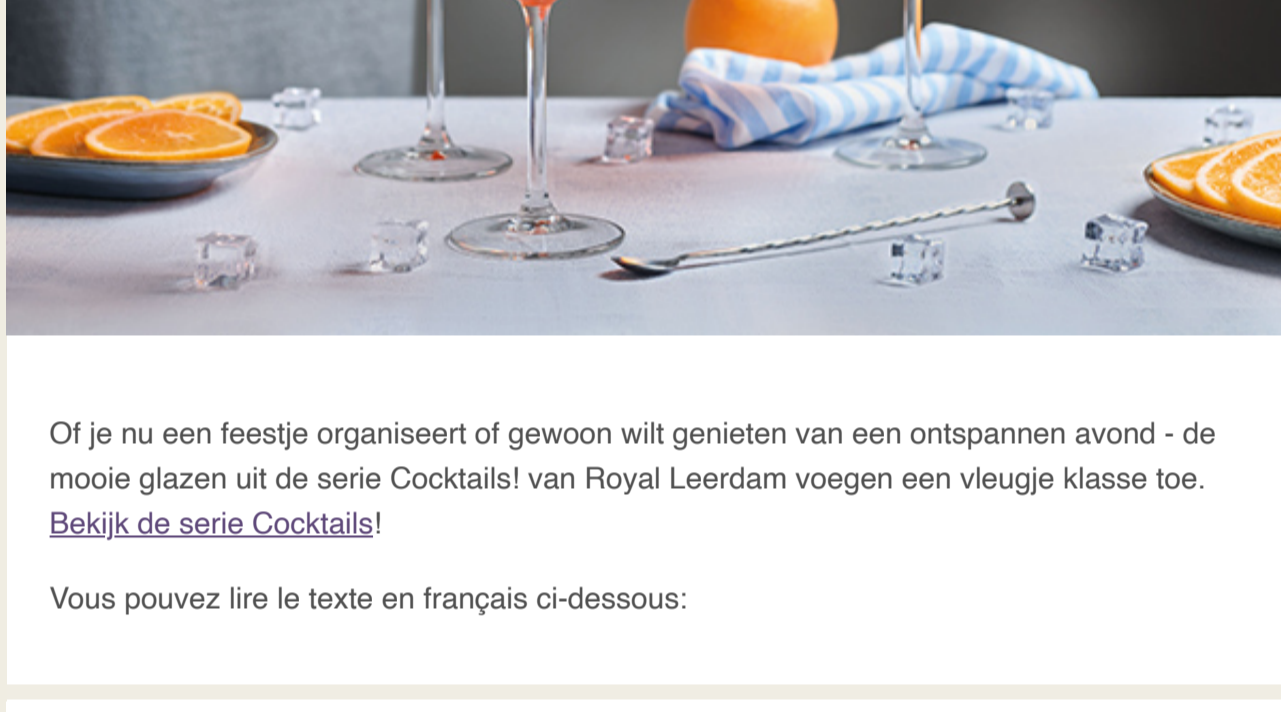 Of je nu een feestje organiseert of gewoon wilt genieten van een ontspannen avond - de
mooie glazen uit de serie Cocktails! van Royal Leerdam voegen een vleugje klasse toe.
Bekijk de serie Cocktails!
Vous pouvez lire le texte en français ci-dessous: